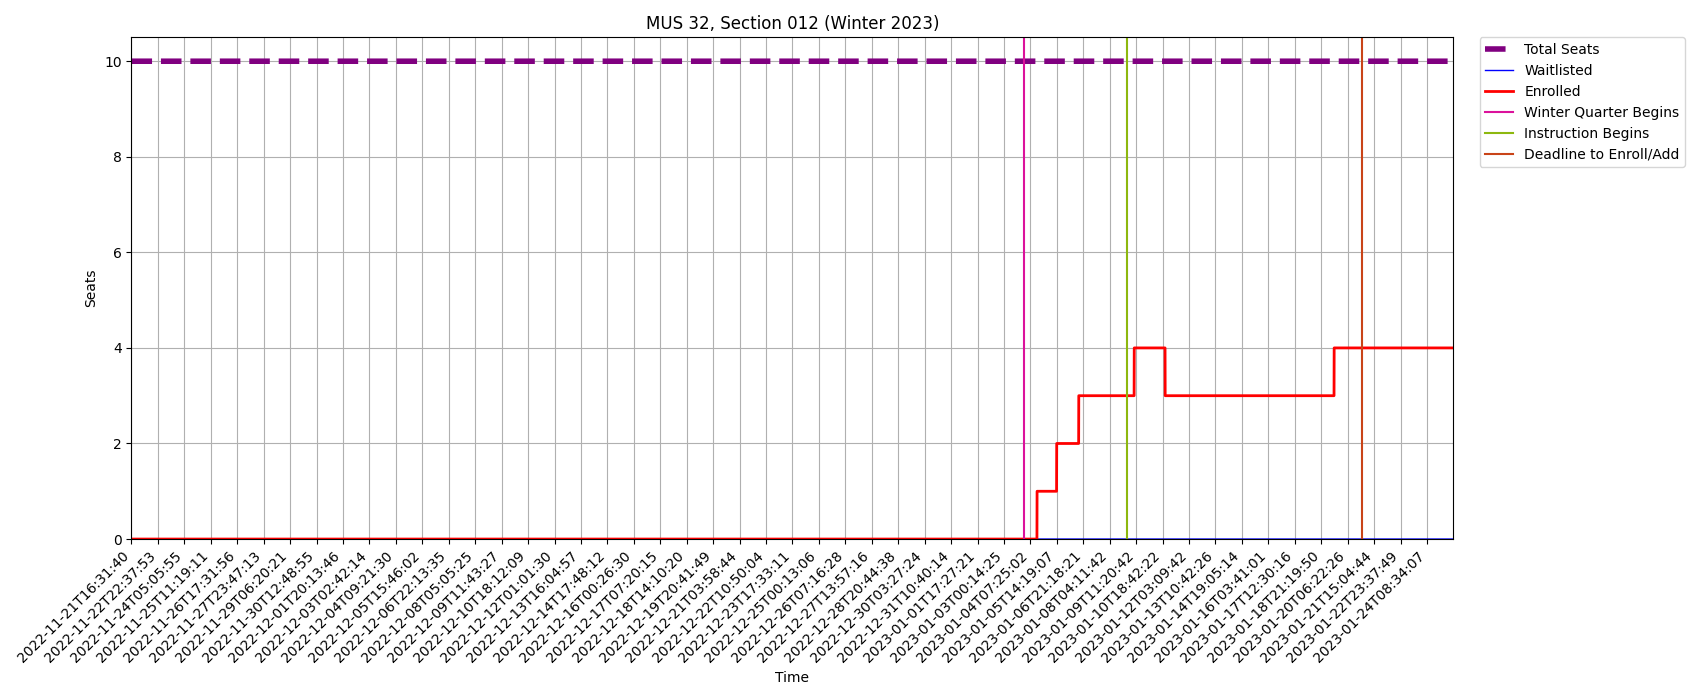 MUS 32, Section 012 (Winter 2023)
Total Seats
Waitlisted
Enrolled
Winter Quarter Begins
Instruction Begins
Deadline to Enroll/Add
Seats
10
8
6
4
2
0
2022-11-21T16:31:40
2022-11-22T22:37:53
2022-11-24T05:05:55
2022-11-25T11:19:11
2022-11-26T17:31:56
2022-11-27T23:47:13
2022-11-29T06:20:21
2022-11-30T12:48:55
2022-12-01T20:13:46
2022-12-03T02:42:14
2022-12-04T09:21:30
2022-12-05T15:46:02
2022-12-06T22:13:35
2022-12-08T05:05:25
2022-12-09T11:43:27
2022-12-10T18:12:09
2022-12-12T01:01:30
2022-12-13T16:04:57
2022-12-14T17:48:12
2022-12-16T00:26:30
2022-12-17T07:20:15
2022-12-18T14:10:20
2022-12-19T20:41:49
2022-12-21T03:58:44
2022-12-22T10:50:04
2022-12-23T17:33:11
2022-12-25T00:13:06
2022-12-26T07:16:28
2022-12-27T13:57:16
2022-12-28T20:44:38
2022-12-30T03:27:24
2022-12-31T10:40:14
2023-01-01T17:27:21
2023-01-03T00:14:25
2023-01-04T07:25:02
2023-01-05T14:19:07
2023-01-06T21:18:21
2023-01-08T04:11:42
2023-01-09T11:20:42
2023-01-10T18:42:22
2023-01-12T03:09:42
2023-01-13T10:42:26
2023-01-14T19:05:14
2023-01-16T03:41:01
2023-01-17T12:30:16
2023-01-18T21:19:50
2023-01-20T06:22:26
2023-01-21T15:04:44
2023-01-22T23:37:49
2023-01-24T08:34:07
Time